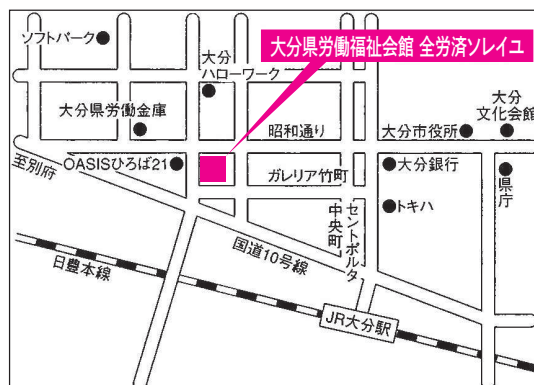 大分県労働福祉会館 全労済ソレイユ
ソフトパーク
大分
ハローワーク
大分県労働金庫
昭和通り
大分市役所
大分
文化会館
至別府
OASISひろば21
ガレリア竹町
大分銀行
県庁
セントポルタ
中央町
トキハ
国道10号線
日豊本線
JR大分駅